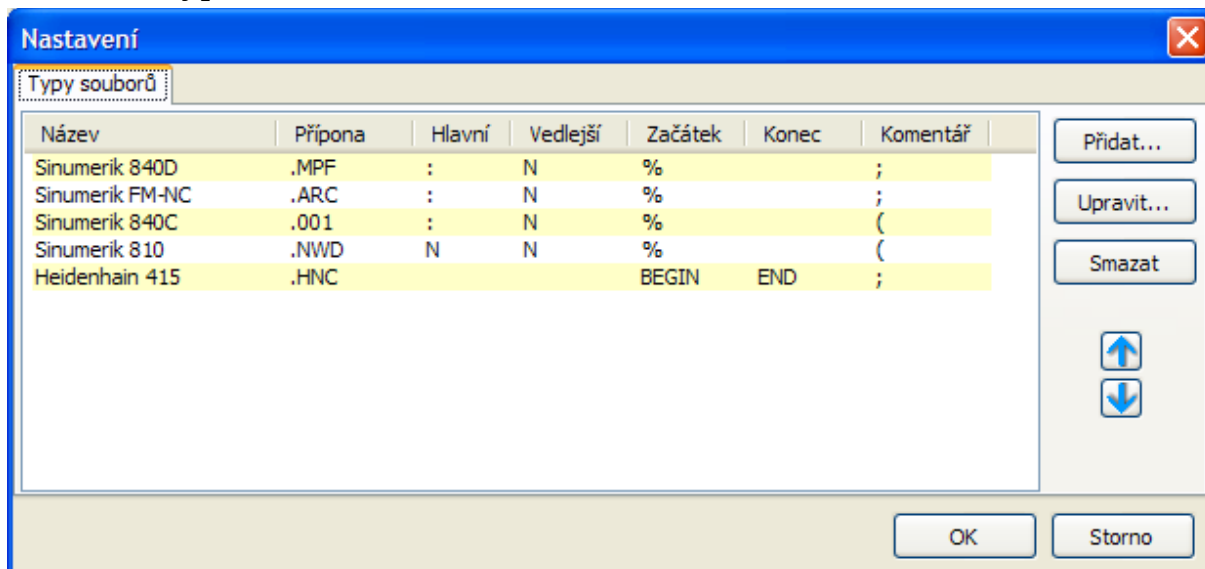 Nastavení
Typy souborů
Název Přípona Hlavní Vedlejší Začátek Konec Komentář
Sinumerik 840D .MPF : N % ;
Sinumerik FM-NC .ARC : N % ;
Sinumerik 840C .001 : N % (
Sinumerik 810 .NWD N N % (
Heidenhain 415 .HNC BEGIN END ;
Přidat...
Upravit...
Smazat
OK Storno